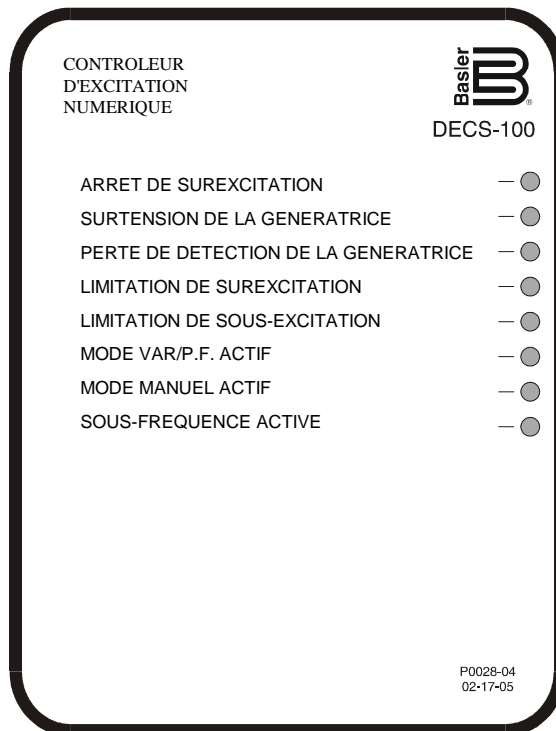 CONTROLEUR
D'EXCITATION
NUMERIQUE
Basler
B
®
DECS-100
ARRET DE SUREXCITATION
SURTENSION DE LA GENERATRICE
PERTE DE DETECTION DE LA GENERATRICE
LIMITATION DE SUREXCITATION
LIMITATION DE SOUS-EXCITATION
MODE VAR/P.F. ACTIF
MODE MANUEL ACTIF
SOUS-FREQUENCE ACTIVE
P0028-04
02-17-05